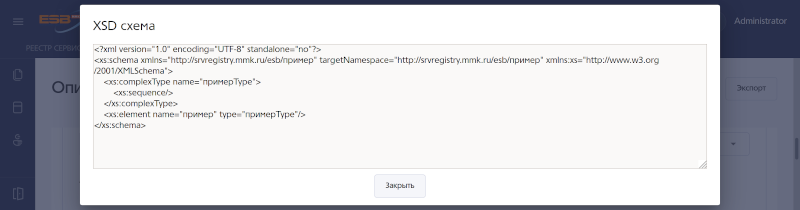 ESB
Administrator
РЕЕСТР СЕРВИС
Опи
Экспорт
XSD схема
<?xml version="1.0" encoding="UTF-8" standalone="no"?>
<xs:schema xmlns="http://srvregistry.mmk.ru/esb/пример" targetNamespace="http://srvregistry.mmk.ru/esb/пример" xmlns:xs="http://www.w3.org
/2001/XMLSchema">
<xs:complexType name="примерType">
<xs:sequence/>
</xs:complexType>
<xs:element name="пример" type="примерType"/>
</xs:schema>
Закрыть